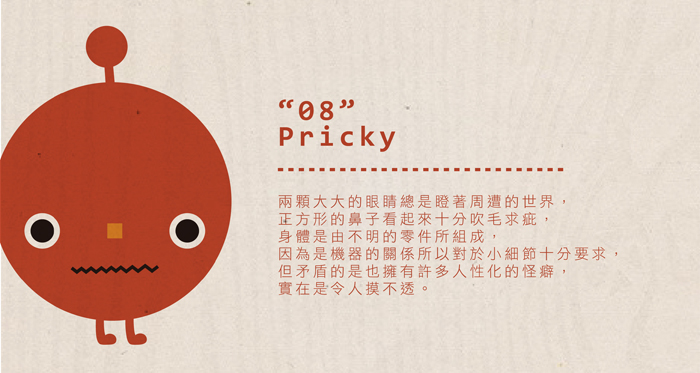 “08”
Pricky
兩顆大大的眼睛總是瞪著周遭的世界，
正方形的鼻子看起來十分吹毛求疵，
身體是由不明的零件所組成，
因為是機器的關係所以對於小細節十分要求，
但矛盾的是也擁有許多人性化的怪癖，
實在是令人摸不透。